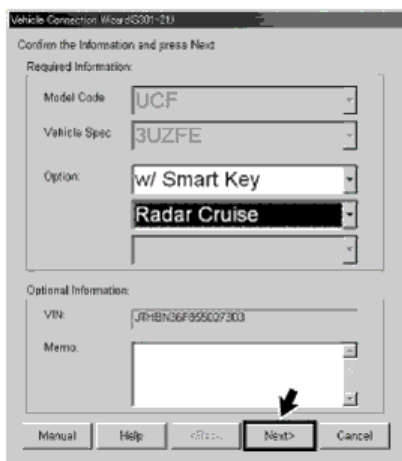 Vehicle Connection Wizard(S301-21)
Confirm the Information and press Next
Required Information:
Model Code
UCF
Vehicle Spec
3UZFE
Option:
w/ Smart Key
Radar Cruise
Optional Information:
VIN:
Memo.
Manual Help <Back Next> Cancel